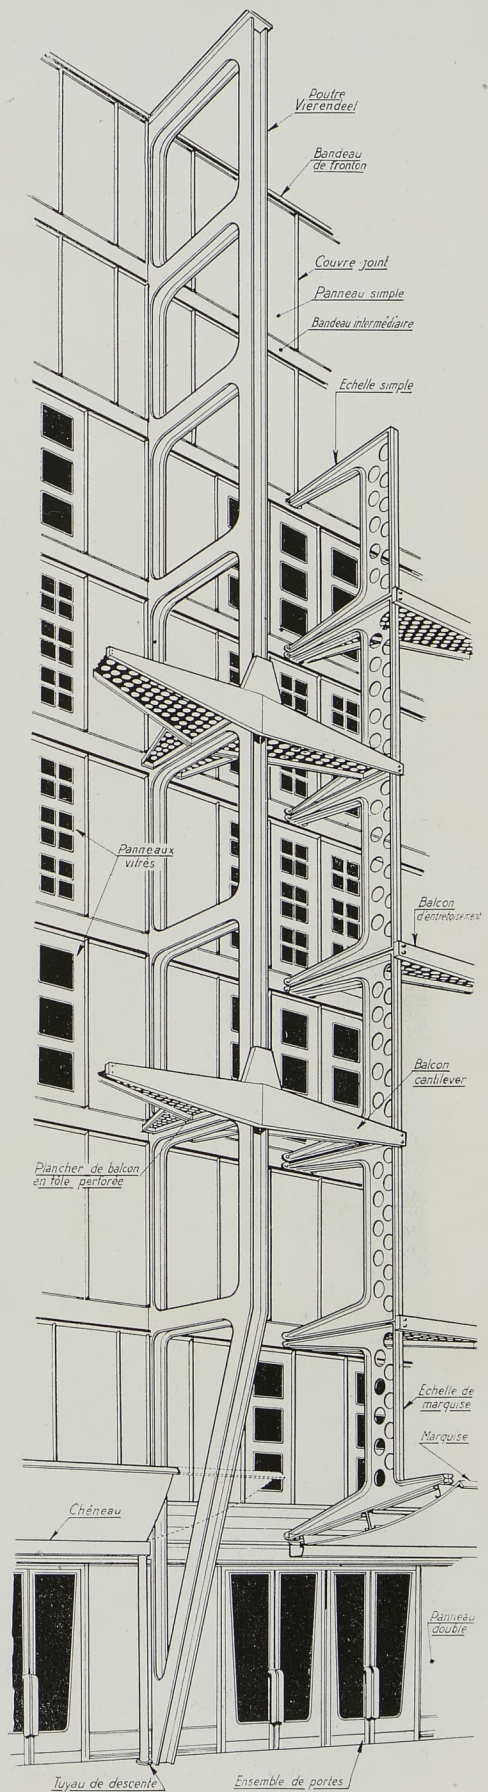 Poutre
Vierendeel
Bandeau
de fronton
Couvre-joint
Panneau simple
Bandeau intermédiaire
Echelle simple
Panneaux
vitrés
Balcon
d'entretoisement
Balcon
cantilever
Plancher de balcon
en tôle perforée
Echelle de
marquise
Marquise
Chéneau
Panneau
double
Tuyau de descente
Ensemble de portes